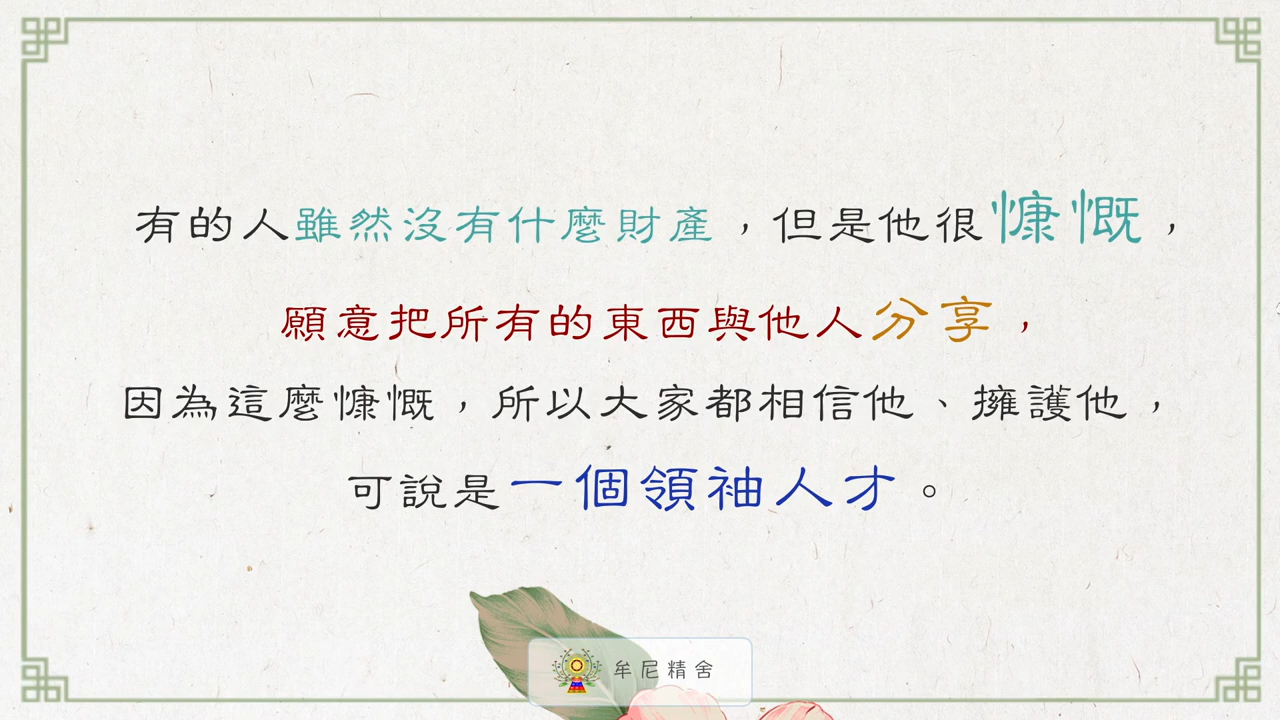 有的人雖然沒有什麼財產，但是他很慷慨，
願意把所有的東西與他人分享，
因為這麼慷慨，所以大家都相信他、擁護他，
可說是一個領袖人才。
牟尼精舍